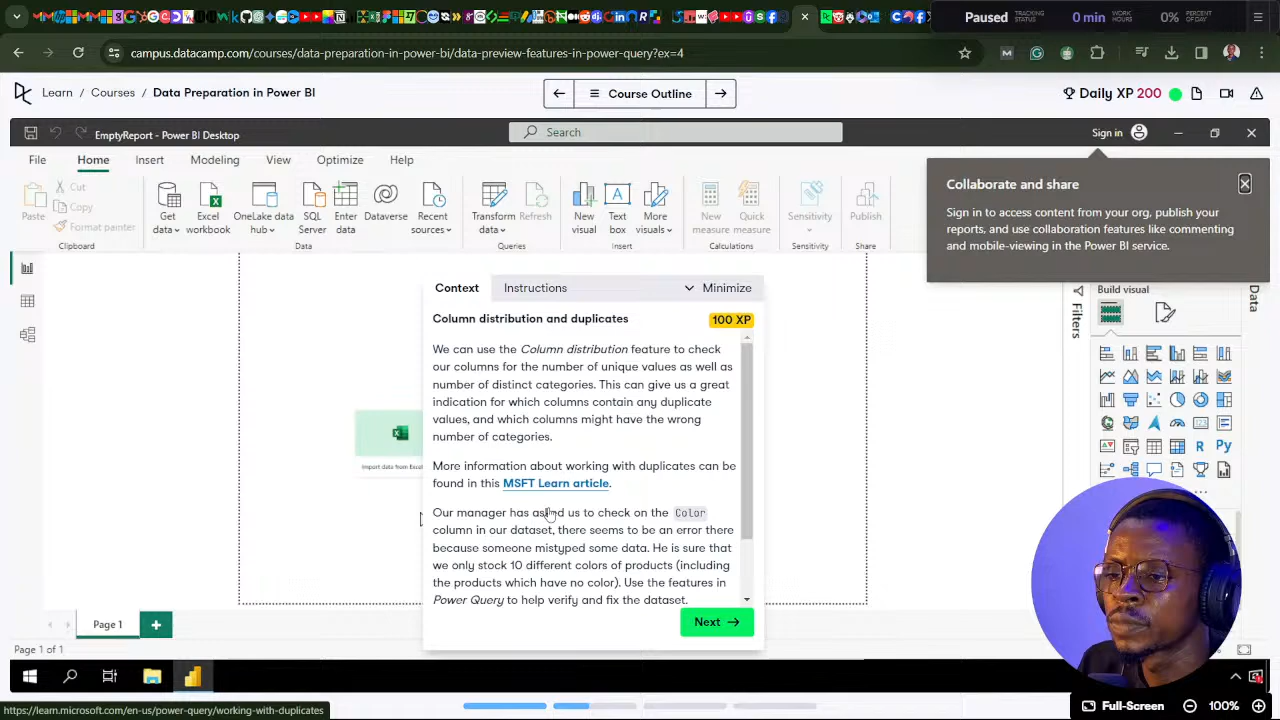 Paused
TRACKING STATUS
0 min
WORK HOURS
0%
PERCENT OF DAY
campus.datacamp.com/courses/data-preparation-in-power-bi/data-preview-features-in-power-query?ex=4
Learn
Courses
Data Preparation in Power BI
Course Outline
Daily XP 200
EmptyReport - Power BI Desktop
Search
Sign in
File
Home
Insert
Modeling
View
Optimize
Help
Paste
Cut
Copy
Format painter
Clipboard
Get data
Excel workbook
OneLake data hub
SQL Server
Enter data
Dataverse
Recent sources
Data
Transform data
Refresh
Queries
New visual
Text box
More visuals
Insert
New measure
Quick measure
Calculations
Sensitivity
Sensitivity
Publish
Share
Collaborate and share
Sign in to access content from your org, publish your
reports, and use collaboration features like commenting
and mobile-viewing in the Power BI service.
Build visual
Filters
Data
Import data from Excel
Context
Instructions
Minimize
Column distribution and duplicates
100 XP
We can use the Column distribution feature to check
our columns for the number of unique values as well as
number of distinct categories. This can give us a great
indication for which columns contain any duplicate
values, and which columns might have the wrong
number of categories.
More information about working with duplicates can be
found in this MSFT Learn article.
Our manager has asked us to check on the Color
column in our dataset, there seems to be an error there
because someone mistyped some data. He is sure that
we only stock 10 different colors of products (including
the products which have no color). Use the features in
Power Query to help verify and fix the dataset.
Next
Page 1
Page 1 of 1
https://learn.microsoft.com/en-us/power-query/working-with-duplicates
Full-Screen
100%